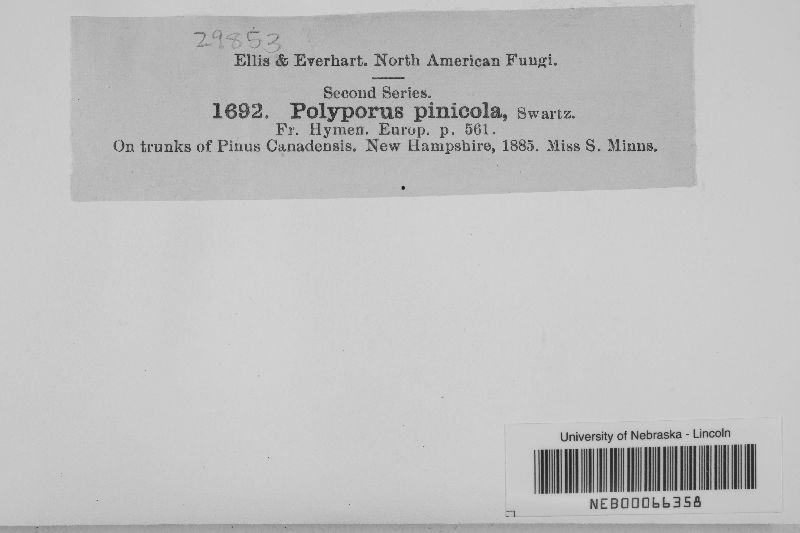 29853
Ellis & Everhart. North American Fungi.
Second Series.
1692. Polyporus pinicola, Swartz.
Fr. Hymen. Europ. p. 561.
On trunks of Pinus Canadensis. New Hampshire, 1885. Miss S. Minns.
University of Nebraska - Lincoln
NEB00066358